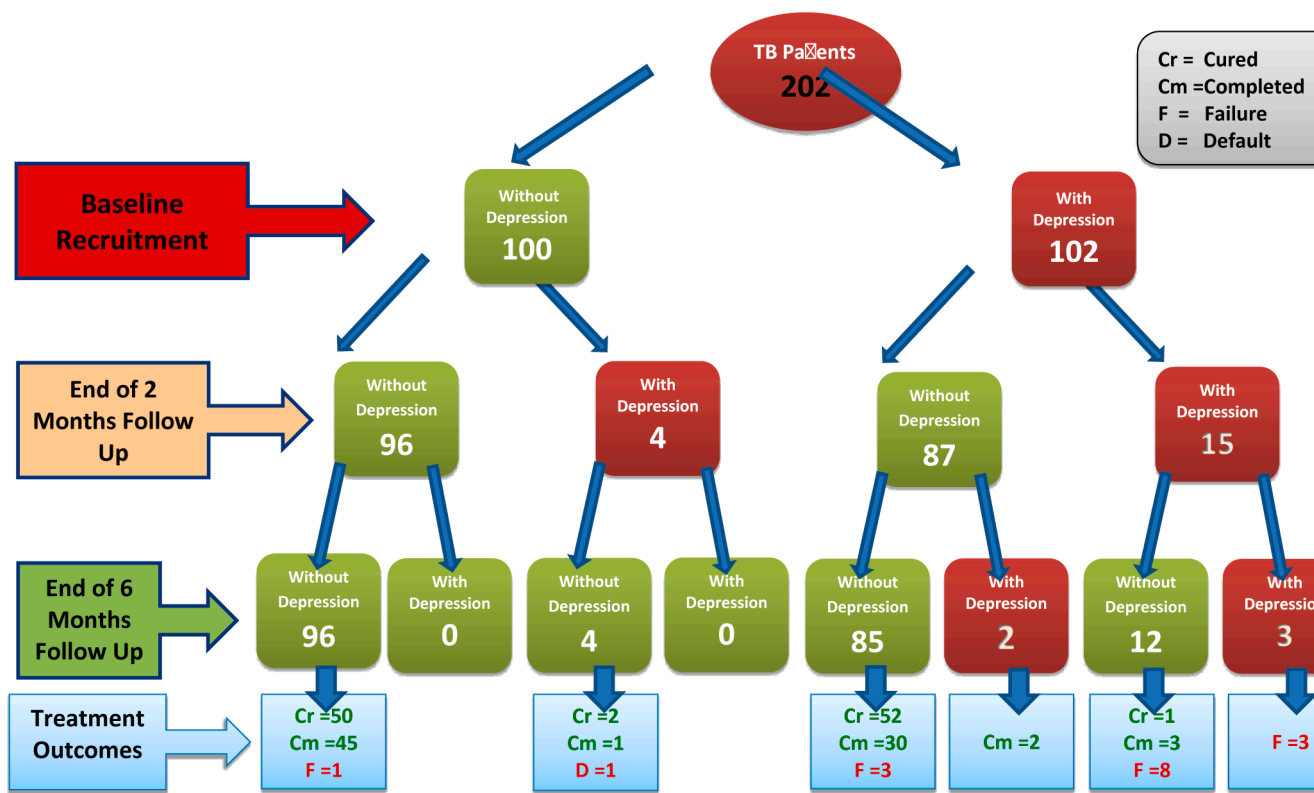 TB Pa☒ents
202
Cr = Cured
Cm =Completed
F = Failure
D = Default
Baseline
Recruitment
Without
Depression
100
With
Depression
102
End of 2
Months Follow
Up
Without
Depression
96
With
Depression
4
Without
Depression
87
With
Depression
15
End of 6
Months
Follow Up
Without
Depression
96
With
Depression
0
Without
Depression
4
With
Depression
0
Without
Depression
85
With
Depression
2
Without
Depression
12
With
Depression
3
Treatment
Outcomes
Cr =50
Cm =45
F =1
Cr =2
Cm =1
D =1
Cr =52
Cm =30
F =3
Cm =2
Cr =1
Cm =3
F =8
F =3